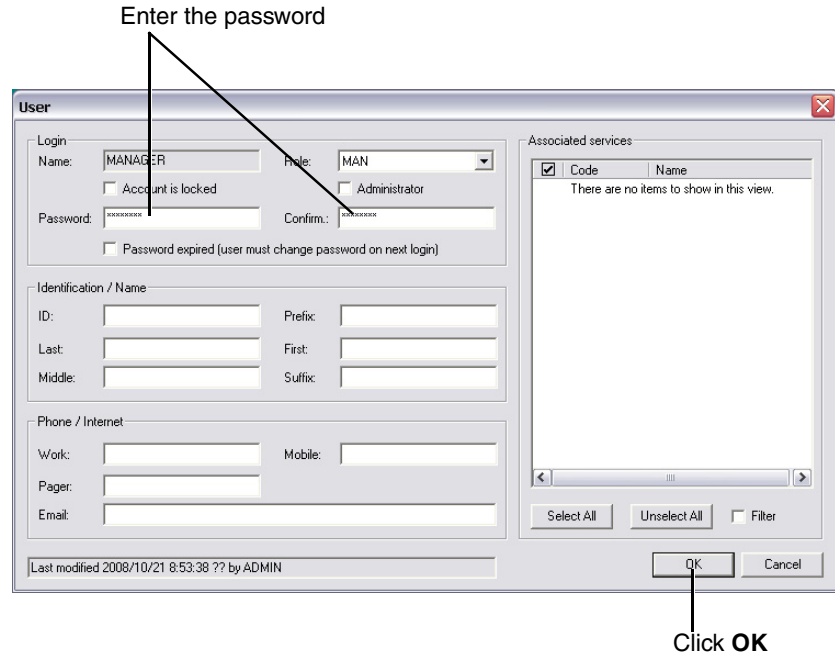 Enter the password
User
Login
Name: MANAGER Role: MAN
Account is locked Administrator
Password: ******** Confirm.: ********
Password expired (user must change password on next login)
Identification / Name
ID: Prefix:
Last: First:
Middle: Suffix:
Phone / Internet
Work: Mobile:
Pager:
Email:
Last modified 2008/10/21 8:53:38 ?? by ADMIN
Associated services
Code Name
There are no items to show in this view.
Select All Unselect All Filter
OK Cancel
Click OK